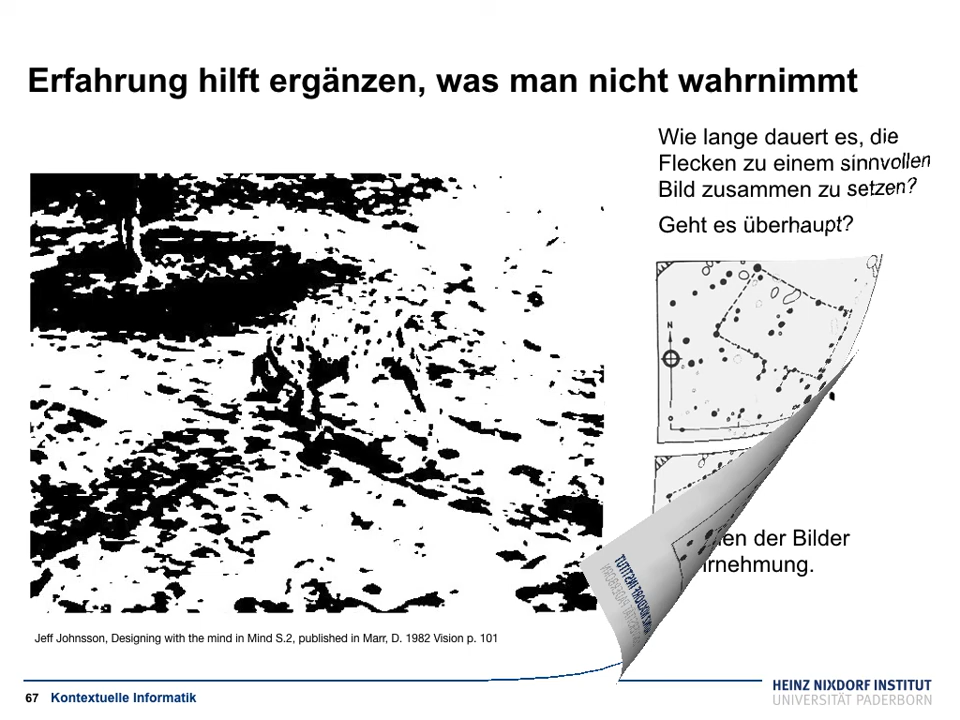 Erfahrung hilft ergänzen, was man nicht wahrnimmt
Wie lange dauert es, die
Flecken zu einem sinnvollen
Bild zusammen zu setzen?
Geht es überhaupt?
N
der Bilder
Jeff Johnsson, Designing with the mind in Mind S.2, published in Marr, D. 1982 Vision p. 101
67 Kontextuelle Informatik
HEINZ NIXDORF INSTITUT
UNIVERSITÄT PADERBORN